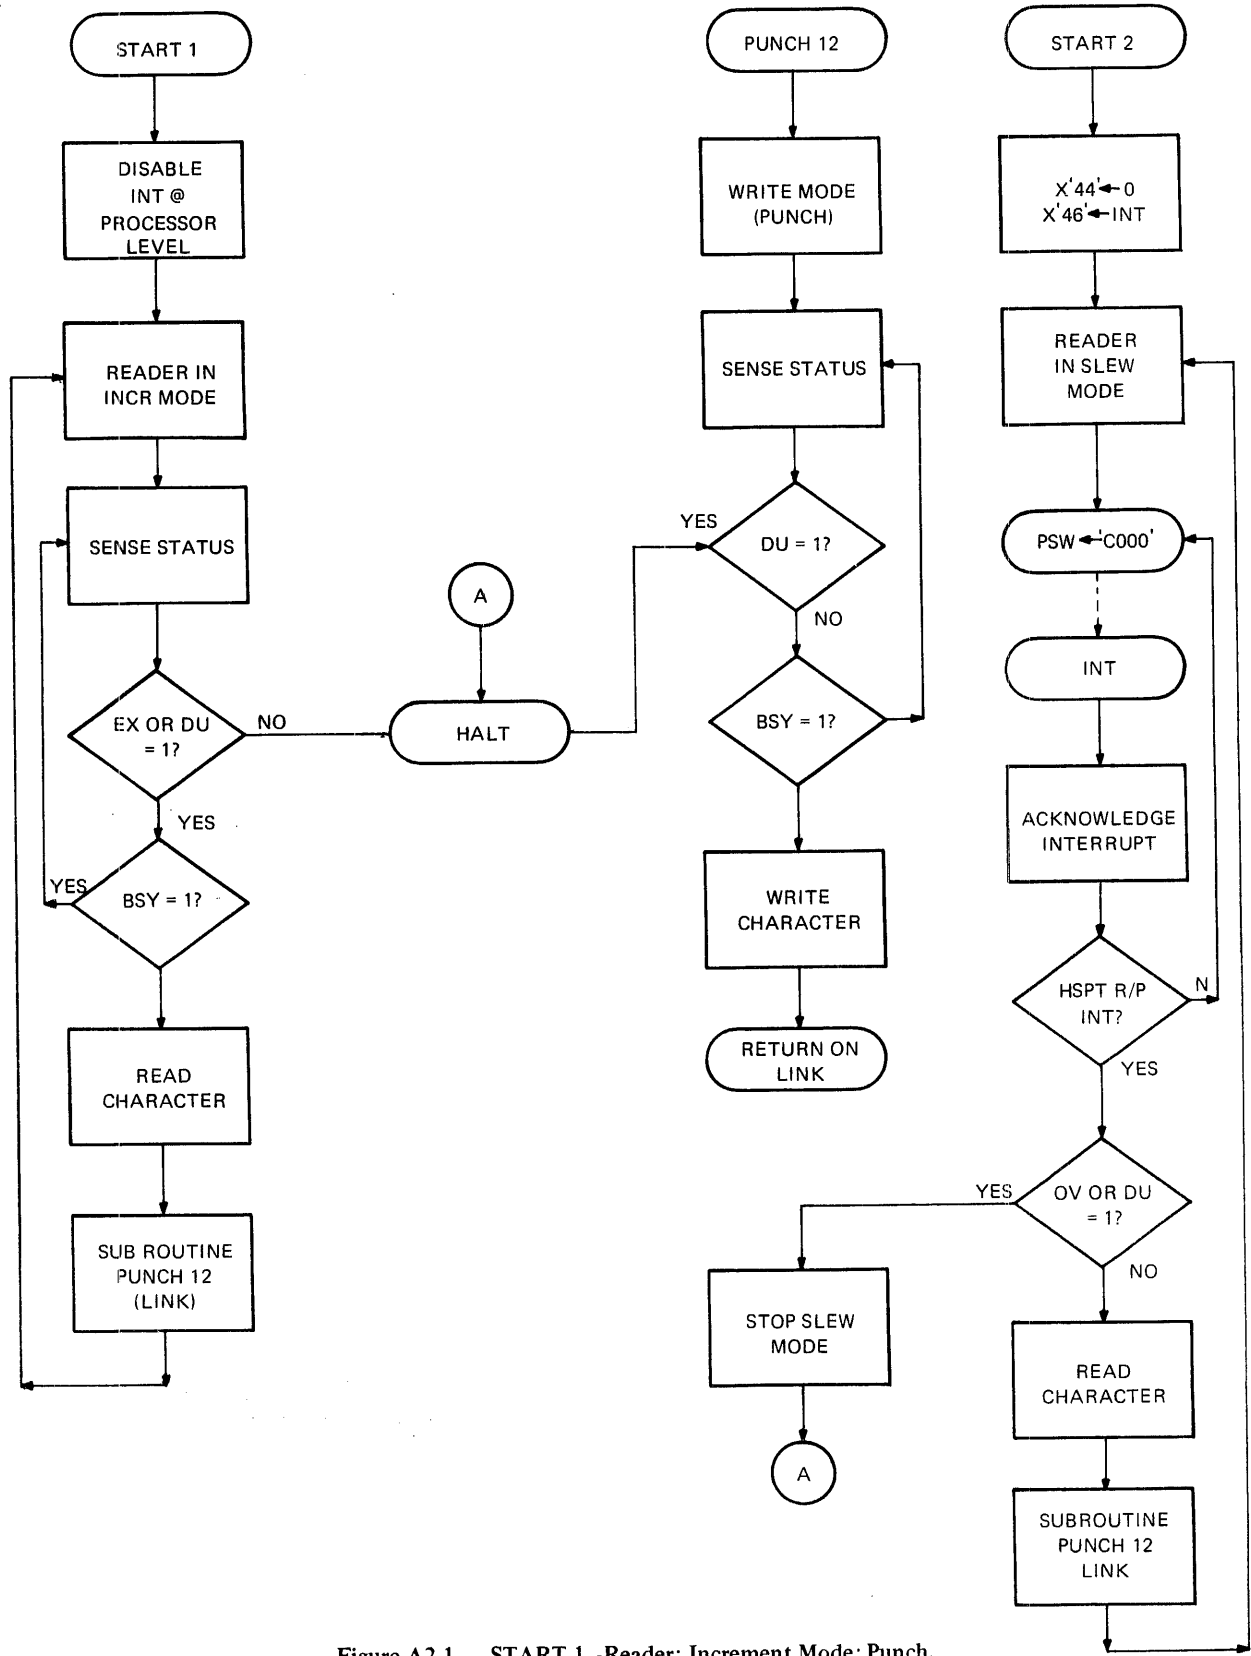 START 1
DISABLE
INT @
PROCESSOR
LEVEL
READER IN
INCR MODE
SENSE STATUS
EX OR DU
= 1?
NO
YES
BSY = 1?
YES
READ
CHARACTER
SUB ROUTINE
PUNCH 12
(LINK)
A
HALT
PUNCH 12
WRITE MODE
(PUNCH)
SENSE STATUS
YES
DU = 1?
NO
BSY = 1?
WRITE
CHARACTER
RETURN ON
LINK
YES
STOP SLEW
MODE
A
START 2
X'44'←0
X'46'←INT
READER
IN SLEW
MODE
PSW←'C000'
INT
ACKNOWLEDGE
INTERRUPT
HSPT R/P
INT?
N
YES
OV OR DU
= 1?
NO
READ
CHARACTER
SUBROUTINE
PUNCH 12
LINK
Figure A2-1. START 1 -Reader: Increment Mode: Punch.